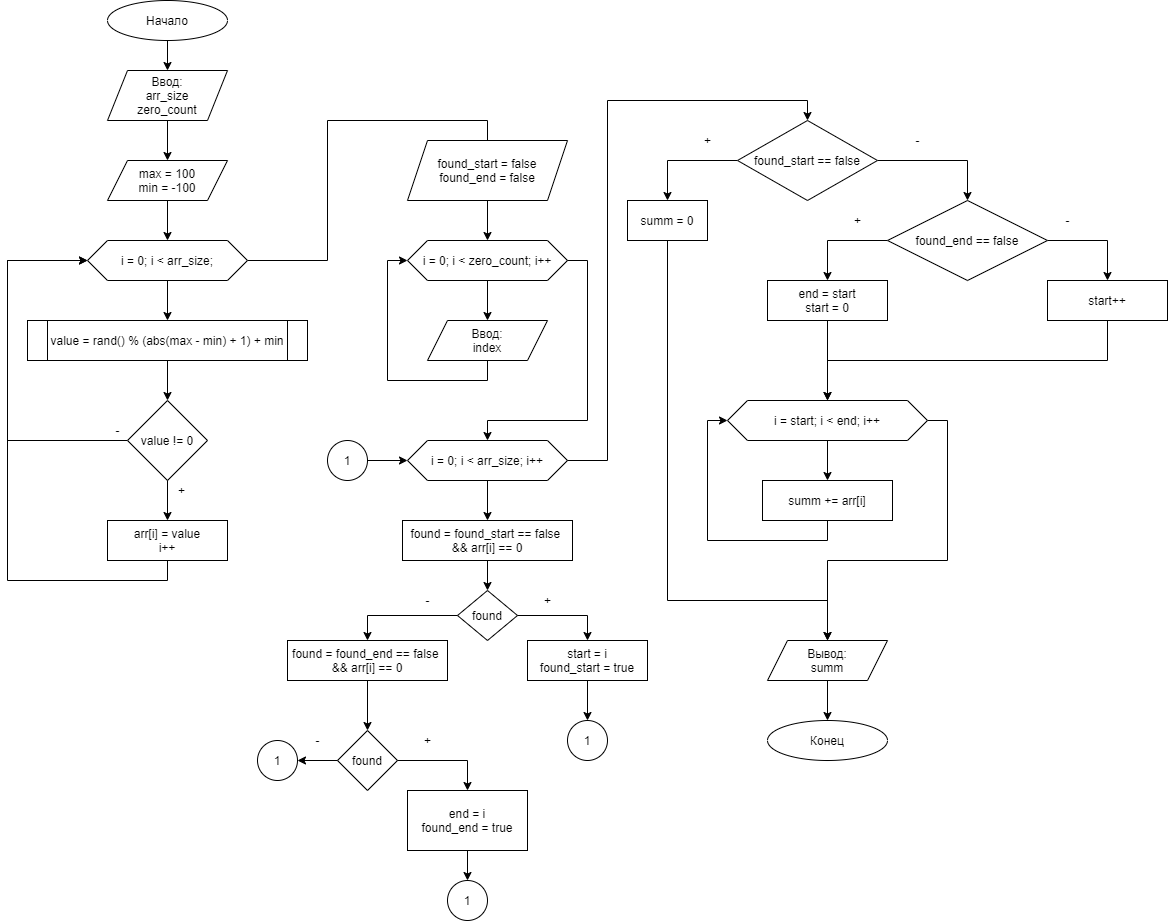 Начало
Ввод:
arr_size
zero_count
max = 100
min = -100
i = 0; i < arr_size;
value = rand() % (abs(max - min) + 1) + min
-
value != 0
+
arr[i] = value
i++
found_start = false
found_end = false
i = 0; i < zero_count; i++
Ввод:
index
1
i = 0; i < arr_size; i++
found = found_start == false
&& arr[i] == 0
-
+
found
found = found_end == false
&& arr[i] == 0
start = i
found_start = true
1
-
+
1
found
end = i
found_end = true
1
+
-
found_start == false
summ = 0
+
-
found_end == false
end = start
start = 0
start++
i = start; i < end; i++
summ += arr[i]
Вывод:
summ
Конец